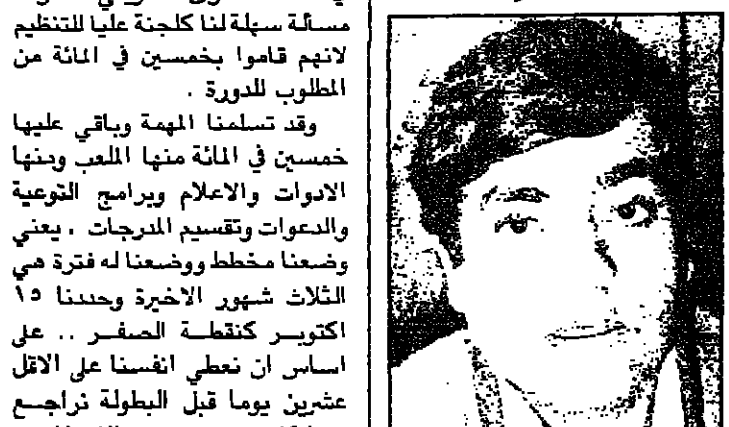 مسألة سهلة لنا كلجنة عليا للتنظيم
لانهم قاموا بخمسين في المائة من
المطلوب للدورة .
وقد تسلمنا المهمة وباقي عليها
خمسين في المائة منها الملعب ومنها
الادوات والاعلام وبرامج التوعية
والدعوات وتقسيم المدرجات . يعني
وضعنا مخطط ووضعنا له فترة هي
الثلاث شهور الاخيرة وحددنا ١٥
اكتوبر كنقطة الصفر .. على
اساس ان نعطي انفسنا على الاقل
عشرين يوما قبل البطولة نراجع